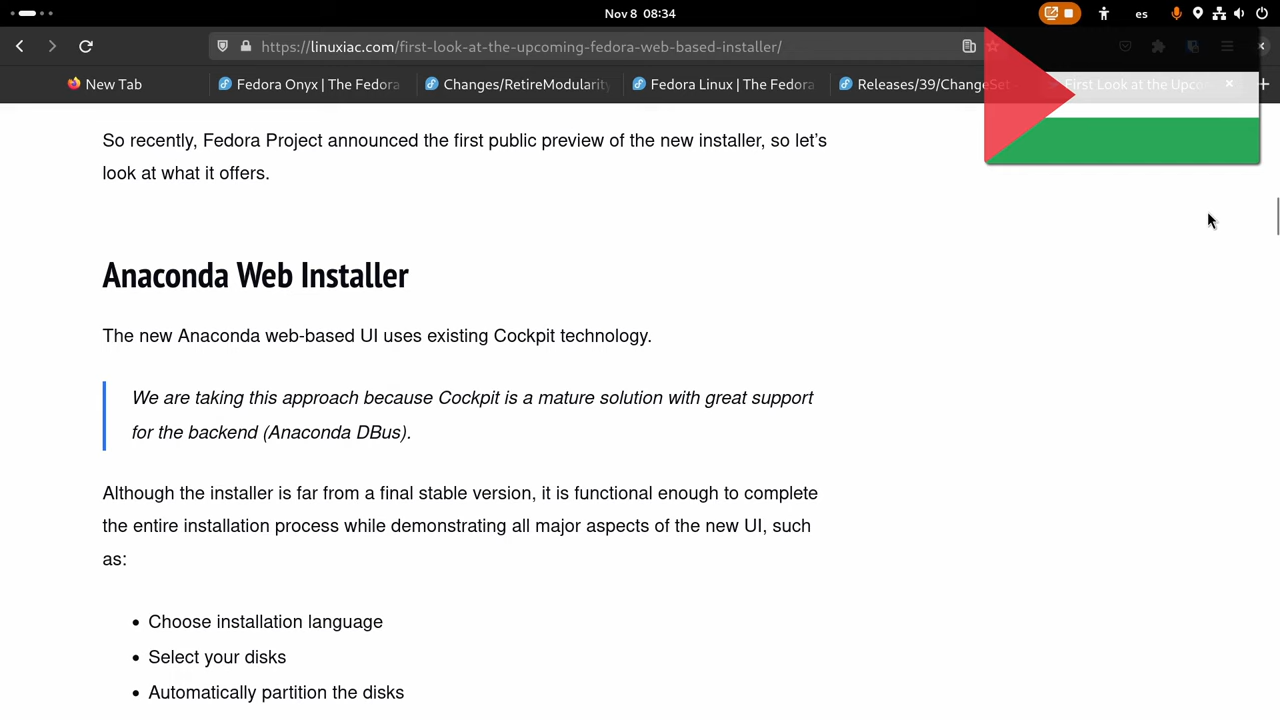 Nov 8 08:34
es
https://linuxiac.com/first-look-at-the-upcoming-fedora-web-based-installer/
New Tab
Fedora Onyx | The Fedora
Changes/RetireModularity
Fedora Linux | The Fedora
Releases/39/ChangeSet
First Look at the Upco
So recently, Fedora Project announced the first public preview of the new installer, so let’s
look at what it offers.
Anaconda Web Installer
The new Anaconda web-based UI uses existing Cockpit technology.
We are taking this approach because Cockpit is a mature solution with great support
for the backend (Anaconda DBus).
Although the installer is far from a final stable version, it is functional enough to complete
the entire installation process while demonstrating all major aspects of the new UI, such
as:
• Choose installation language
• Select your disks
• Automatically partition the disks